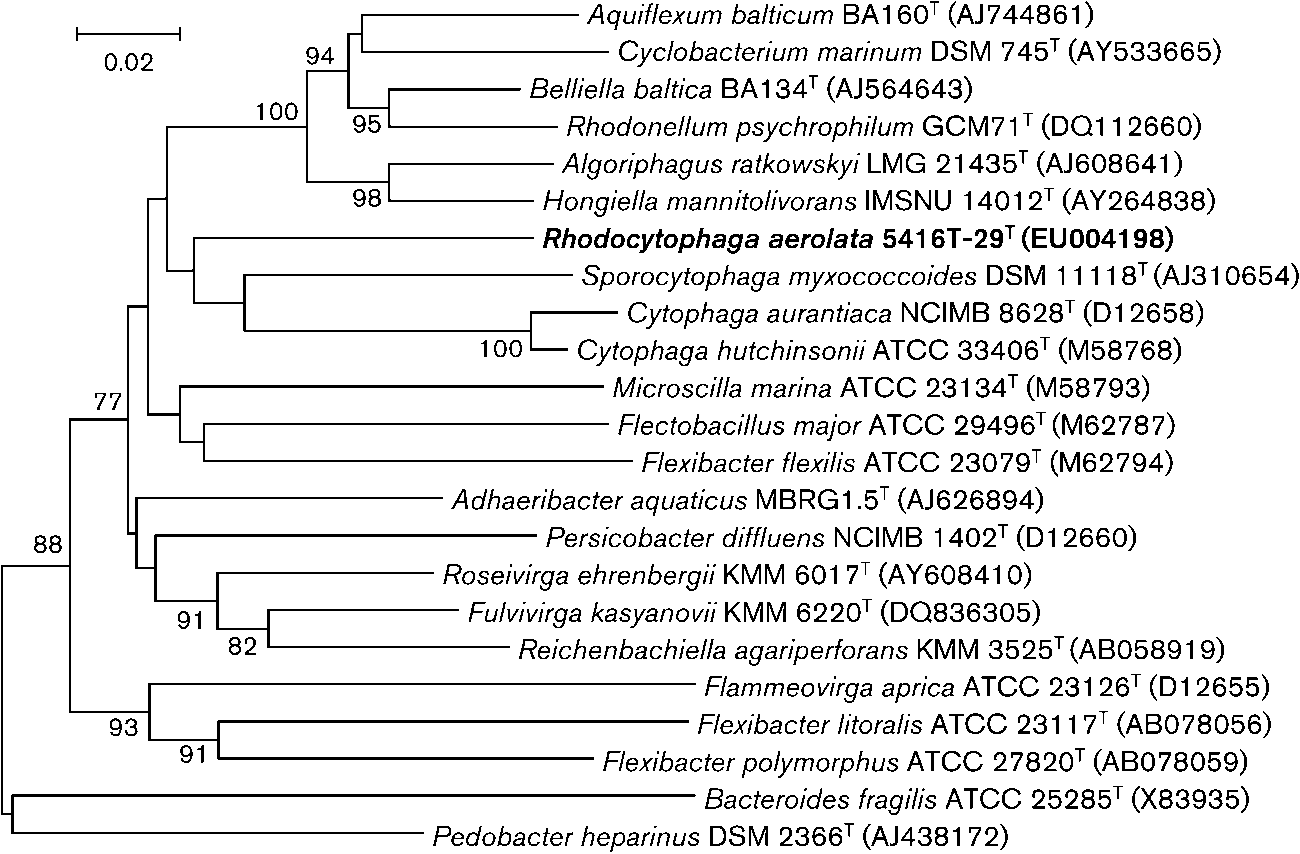 Aquiflexum balticum BA160T (AJ744861)
0.02
94
Cyclobacterium marinum DSM 745T (AY533665)
Belliella baltica BA134T (AJ564643)
100
95
Rhodonellum psychrophilum GCM71T (DQ112660)
Algoriphagus ratkowskyi LMG 21435T (AJ608641)
98
Hongiella mannitolivorans IMSNU 14012T (AY264838)
Rhodocytophaga aerolata 5416T-29T (EU004198)
Sporocytophaga myxococcoides DSM 11118T (AJ310654)
Cytophaga aurantiaca NCIMB 8628T (D12658)
100
Cytophaga hutchinsonii ATCC 33406T (M58768)
Microscilla marina ATCC 23134T (M58793)
77
Flectobacillus major ATCC 29496T (M62787)
Flexibacter flexilis ATCC 23079T (M62794)
Adhaeribacter aquaticus MBRG1.5T (AJ626894)
88
Persicobacter diffluens NCIMB 1402T (D12660)
Roseivirga ehrenbergii KMM 6017T (AY608410)
91
Fulvivirga kasyanovii KMM 6220T (DQ836305)
82
Reichenbachiella agariperforans KMM 3525T (AB058919)
Flammeovirga aprica ATCC 23126T (D12655)
93
Flexibacter litoralis ATCC 23117T (AB078056)
91
Flexibacter polymorphus ATCC 27820T (AB078059)
Bacteroides fragilis ATCC 25285T (X83935)
Pedobacter heparinus DSM 2366T (AJ438172)